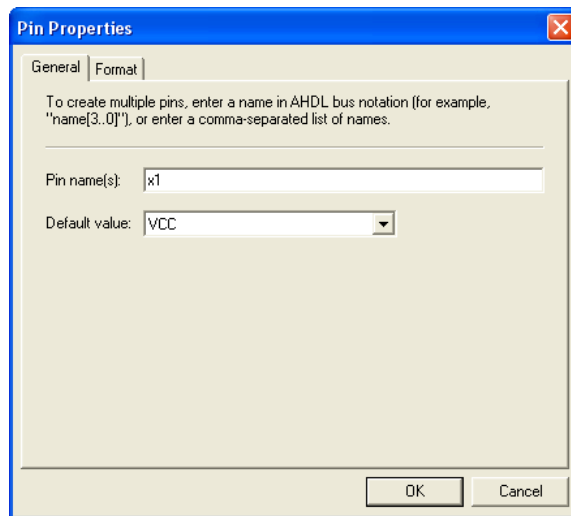 Pin Properties
General Format
To create multiple pins, enter a name in AHDL bus notation (for example,
"name[3..0]"), or enter a comma-separated list of names.
Pin name(s): x1
Default value: VCC
OK Cancel